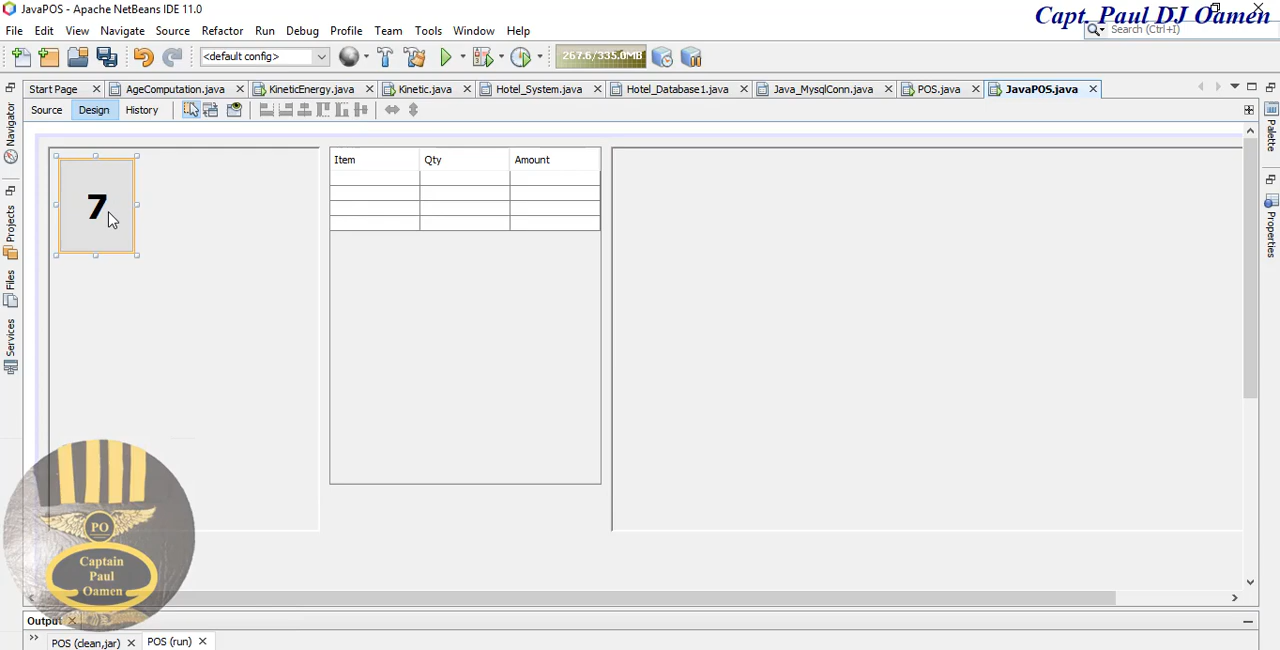 JavaPOS - Apache NetBeans IDE 11.0
Capt. Paul DJ Oamen
File Edit View Navigate Source Refactor Run Debug Profile Team Tools Window Help
Search (Ctrl+I)
<default config>
267.6/335.0MB
Start Page AgeComputation.java KineticEnergy.java Kinetic.java Hotel_System.java Hotel_Database1.java Java_MysqlConn.java POS.java JavaPOS.java
Source Design History
Navigator
Projects
Files
Services
Palette
Properties
Item Qty Amount
7
PO
Captain
Paul
Oamen
Output
POS (clean,jar) POS (run)